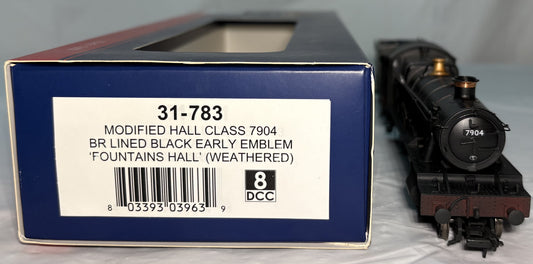 31-783
MODIFIED HALL CLASS 7904
BR LINED BLACK EARLY EMBLEM
‘FOUNTAINS HALL’ (WEATHERED)
8
DCC
8 03393 03963 9
7904